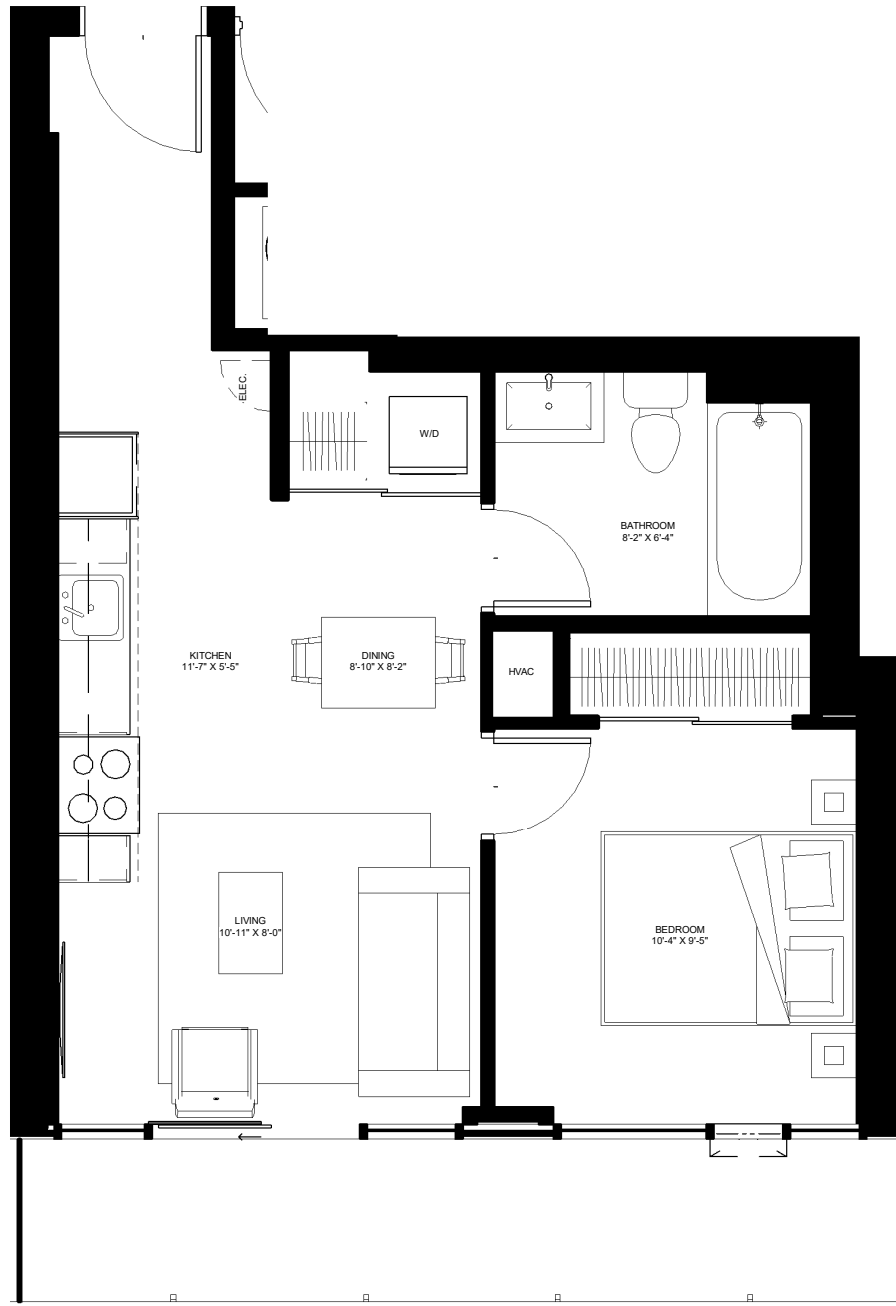 ELEC.
W/D
BATHROOM
8'-2" X 6'-4"
KITCHEN
11'-7" X 5'-5"
DINING
8'-10" X 8'-2"
HVAC
LIVING
10'-11" X 8'-0"
BEDROOM
10'-4" X 9'-5"